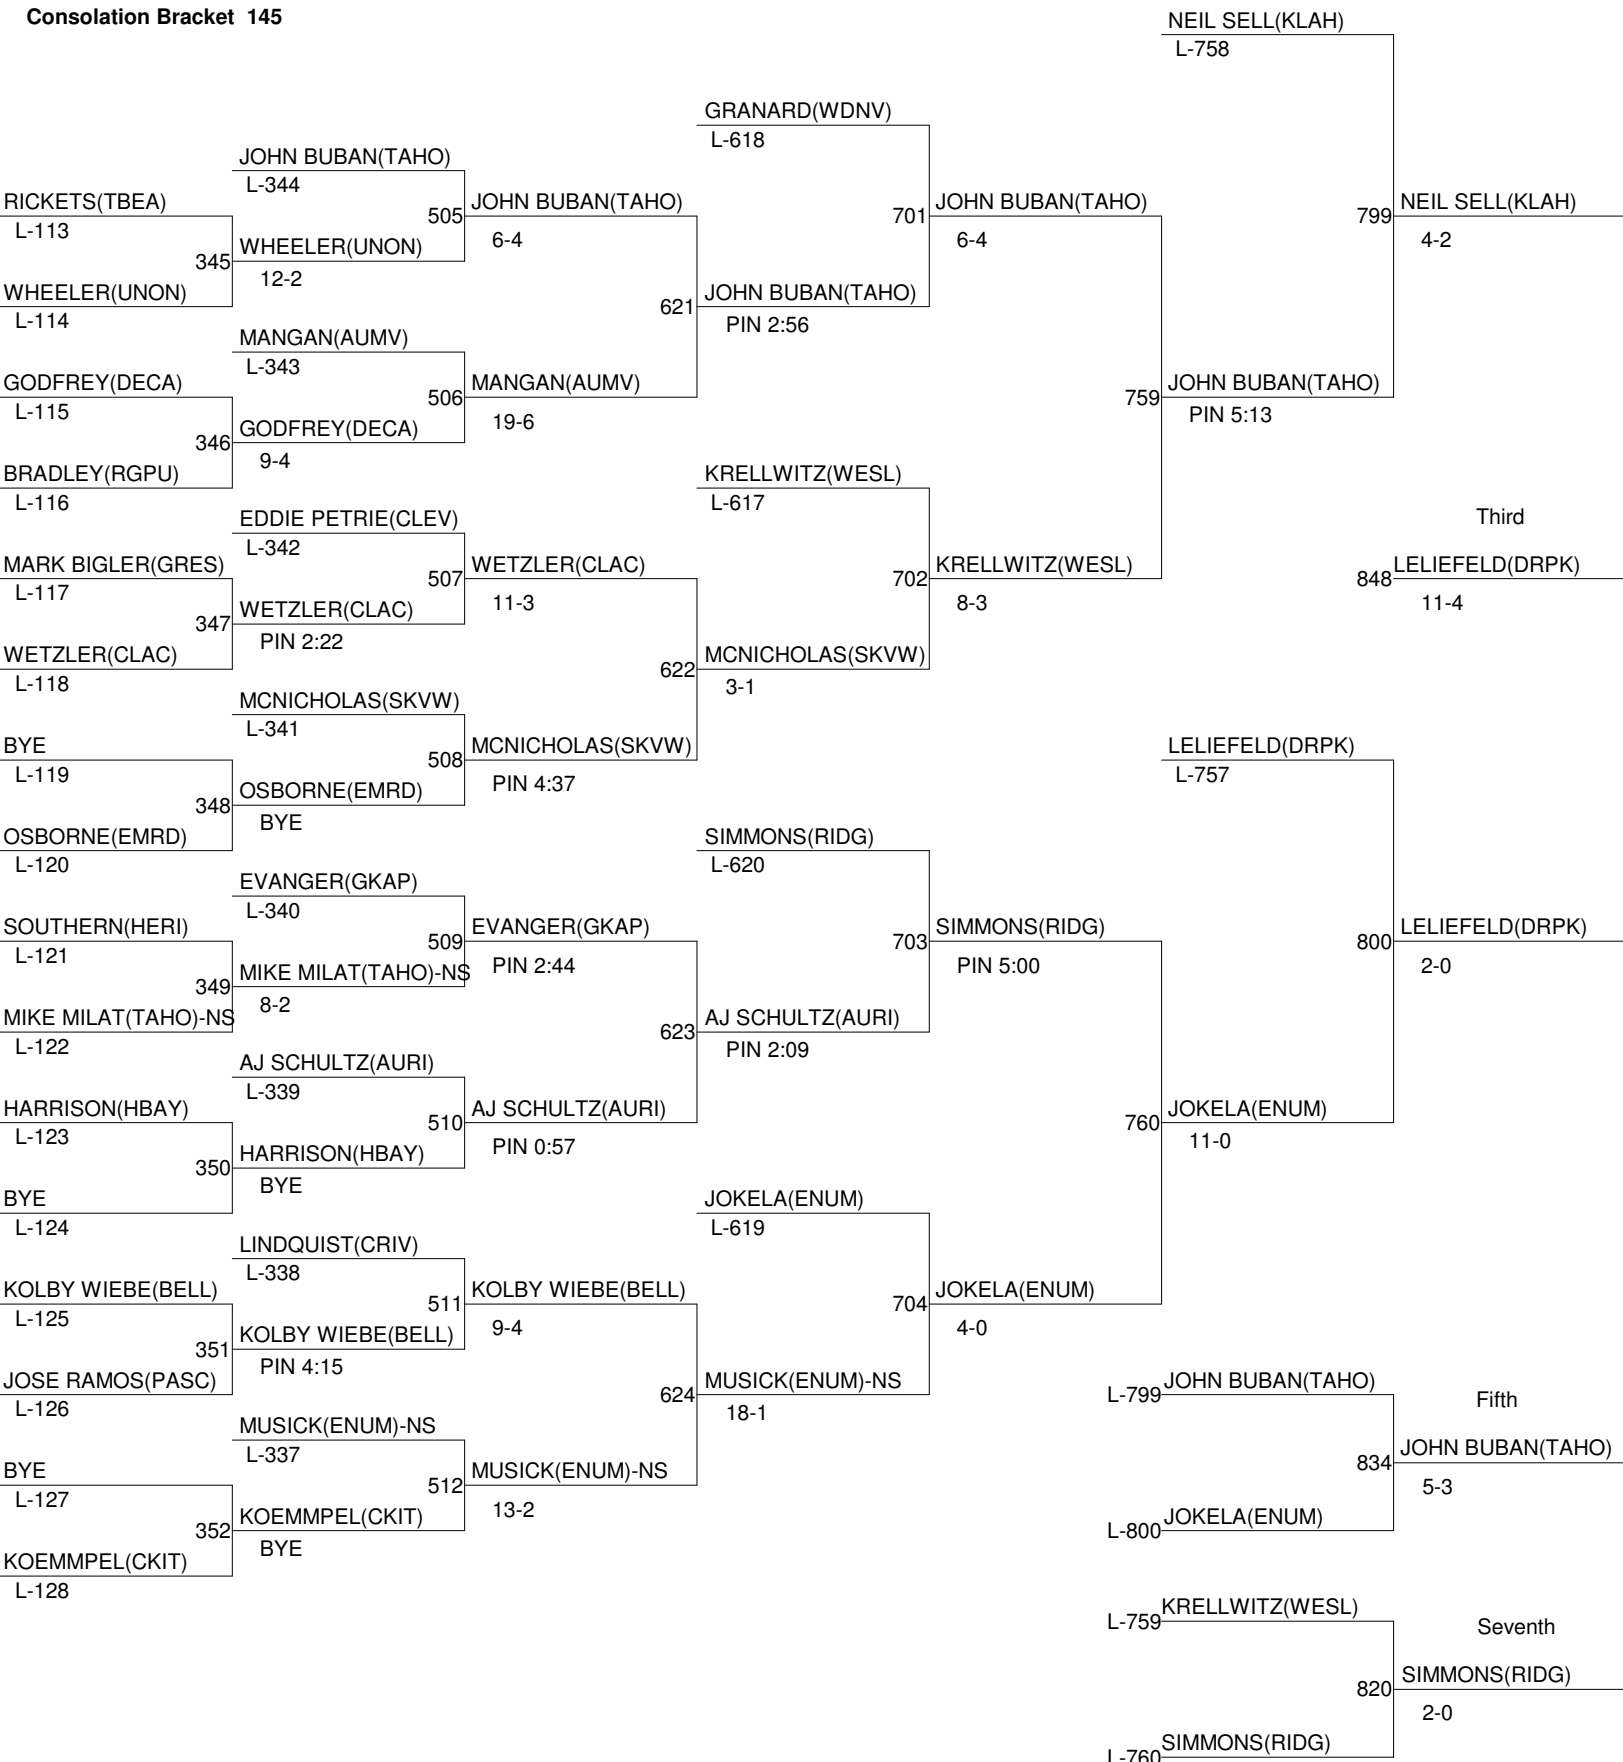 Consolation Bracket 145
NEIL SELL(KLAH)
L-758
GRANARD(WDNV)
L-618
JOHN BUBAN(TAHO)
L-344
RICKETS(TBEA)
L-113
505
JOHN BUBAN(TAHO)
6-4
701
JOHN BUBAN(TAHO)
6-4
799
NEIL SELL(KLAH)
4-2
345
WHEELER(UNON)
12-2
WHEELER(UNON)
L-114
621
JOHN BUBAN(TAHO)
PIN 2:56
MANGAN(AUMV)
L-343
GODFREY(DECA)
L-115
506
MANGAN(AUMV)
19-6
759
JOHN BUBAN(TAHO)
PIN 5:13
346
GODFREY(DECA)
9-4
BRADLEY(RGPU)
L-116
KRELLWITZ(WESL)
L-617
EDDIE PETRIE(CLEV)
L-342
Third
MARK BIGLER(GRES)
L-117
507
WETZLER(CLAC)
11-3
702
KRELLWITZ(WESL)
8-3
848
LELIEFELD(DRPK)
11-4
347
WETZLER(CLAC)
PIN 2:22
WETZLER(CLAC)
L-118
622
MCNICHOLAS(SKVW)
3-1
MCNICHOLAS(SKVW)
L-341
BYE
L-119
508
MCNICHOLAS(SKVW)
PIN 4:37
LELIEFELD(DRPK)
L-757
348
OSBORNE(EMRD)
BYE
OSBORNE(EMRD)
L-120
SIMMONS(RIDG)
L-620
EVANGER(GKAP)
L-340
SOUTHERN(HERI)
L-121
509
EVANGER(GKAP)
PIN 2:44
703
SIMMONS(RIDG)
PIN 5:00
800
LELIEFELD(DRPK)
2-0
349
MIKE MILAT(TAHO)-NS
8-2
MIKE MILAT(TAHO)-NS
L-122
623
AJ SCHULTZ(AURI)
PIN 2:09
AJ SCHULTZ(AURI)
L-339
HARRISON(HBAY)
L-123
510
AJ SCHULTZ(AURI)
PIN 0:57
760
JOKELA(ENUM)
11-0
350
HARRISON(HBAY)
BYE
BYE
L-124
JOKELA(ENUM)
L-619
LINDQUIST(CRIV)
L-338
KOLBY WIEBE(BELL)
L-125
511
KOLBY WIEBE(BELL)
9-4
704
JOKELA(ENUM)
4-0
351
KOLBY WIEBE(BELL)
PIN 4:15
JOSE RAMOS(PASC)
L-126
624
MUSICK(ENUM)-NS
18-1
L-799
JOHN BUBAN(TAHO)
Fifth
MUSICK(ENUM)-NS
L-337
834
JOHN BUBAN(TAHO)
5-3
BYE
L-127
512
MUSICK(ENUM)-NS
13-2
352
KOEMMPEL(CKIT)
BYE
L-800
JOKELA(ENUM)
KOEMMPEL(CKIT)
L-128
L-759
KRELLWITZ(WESL)
Seventh
820
SIMMONS(RIDG)
2-0
L-760
SIMMONS(RIDG)